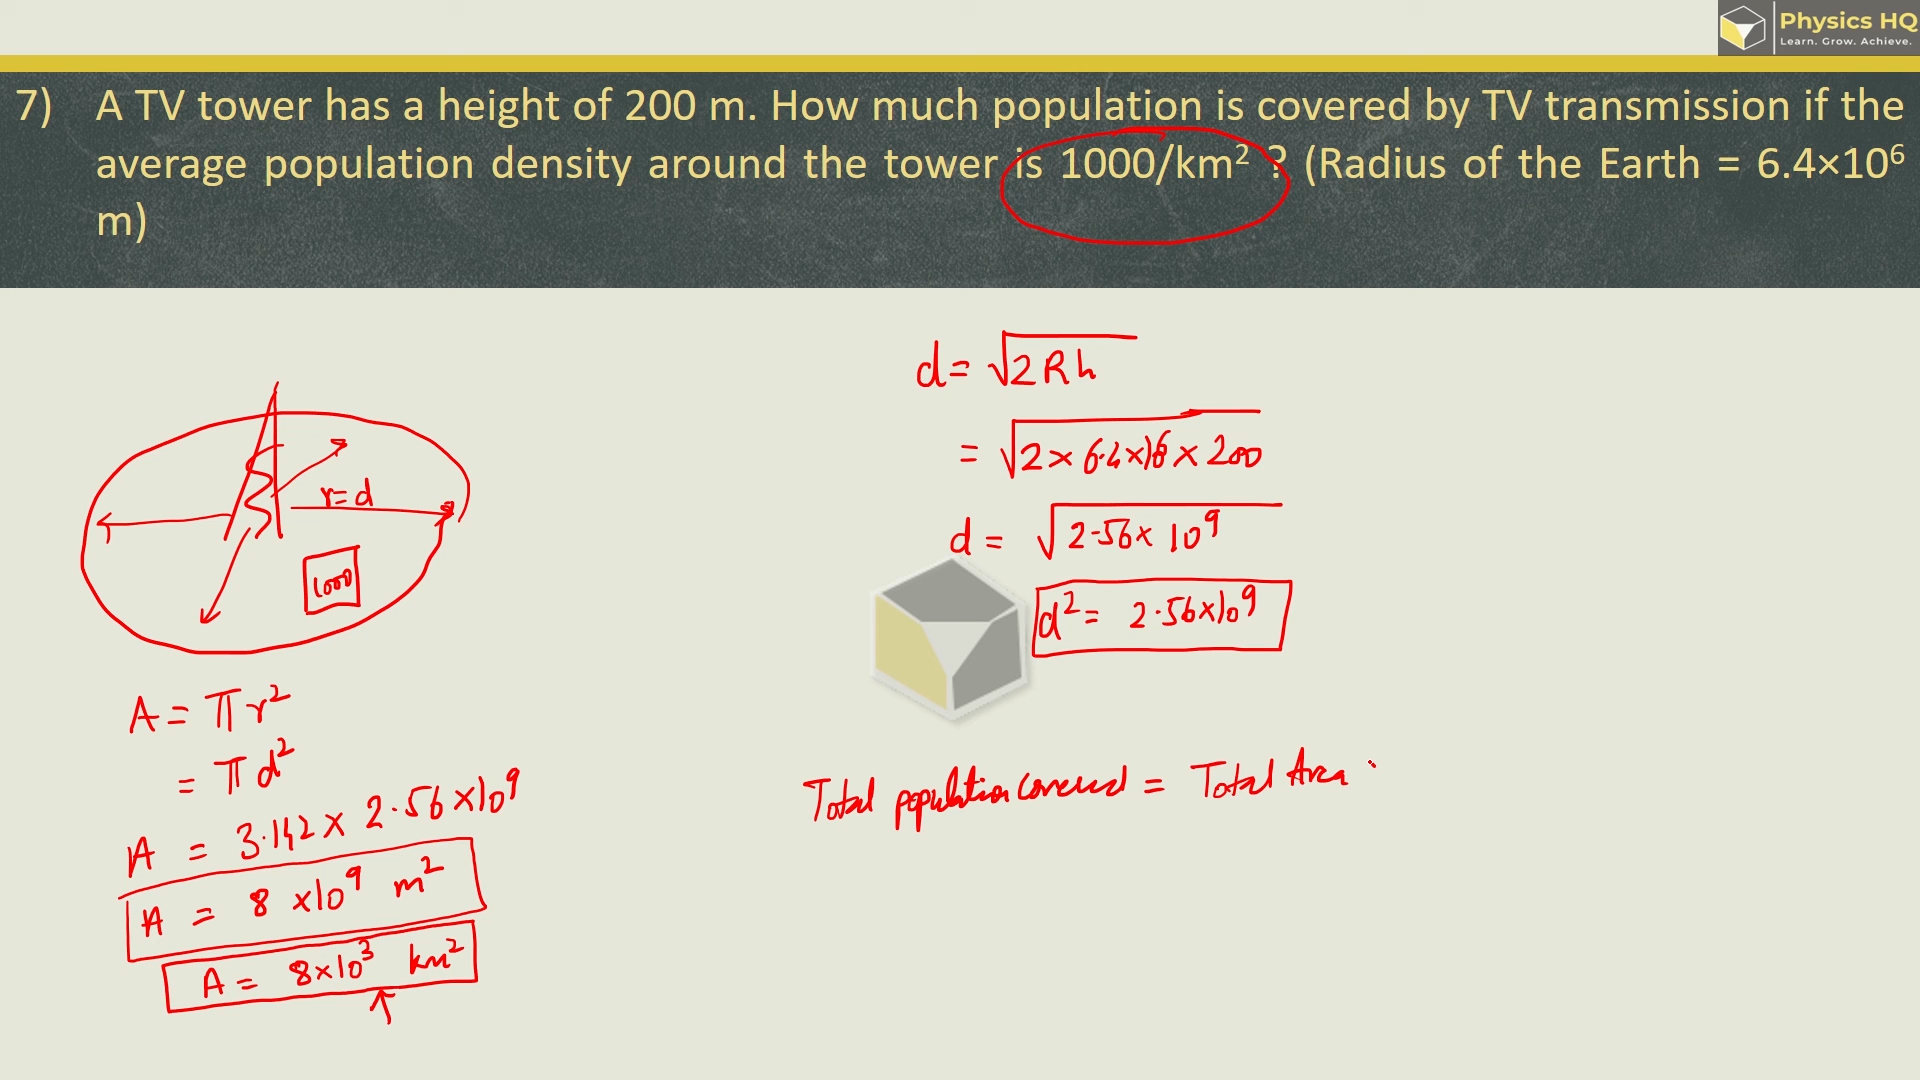 Physics HQ
Learn. Grow. Achieve.
7) A TV tower has a height of 200 m. How much population is covered by TV transmission if the
average population density around the tower is 1000/km² ? (Radius of the Earth = 6.4×10⁶
m)
d = √2Rh
= √2 × 6.4×10⁶ × 200
d = √2.56 × 10⁹
d² = 2.56×10⁹
r = d
1000
A = πr²
= πd²
A = 3.142 × 2.56×10⁹
A = 8 ×10⁹ m²
A = 8×10³ km²
Total population covered = Total Area